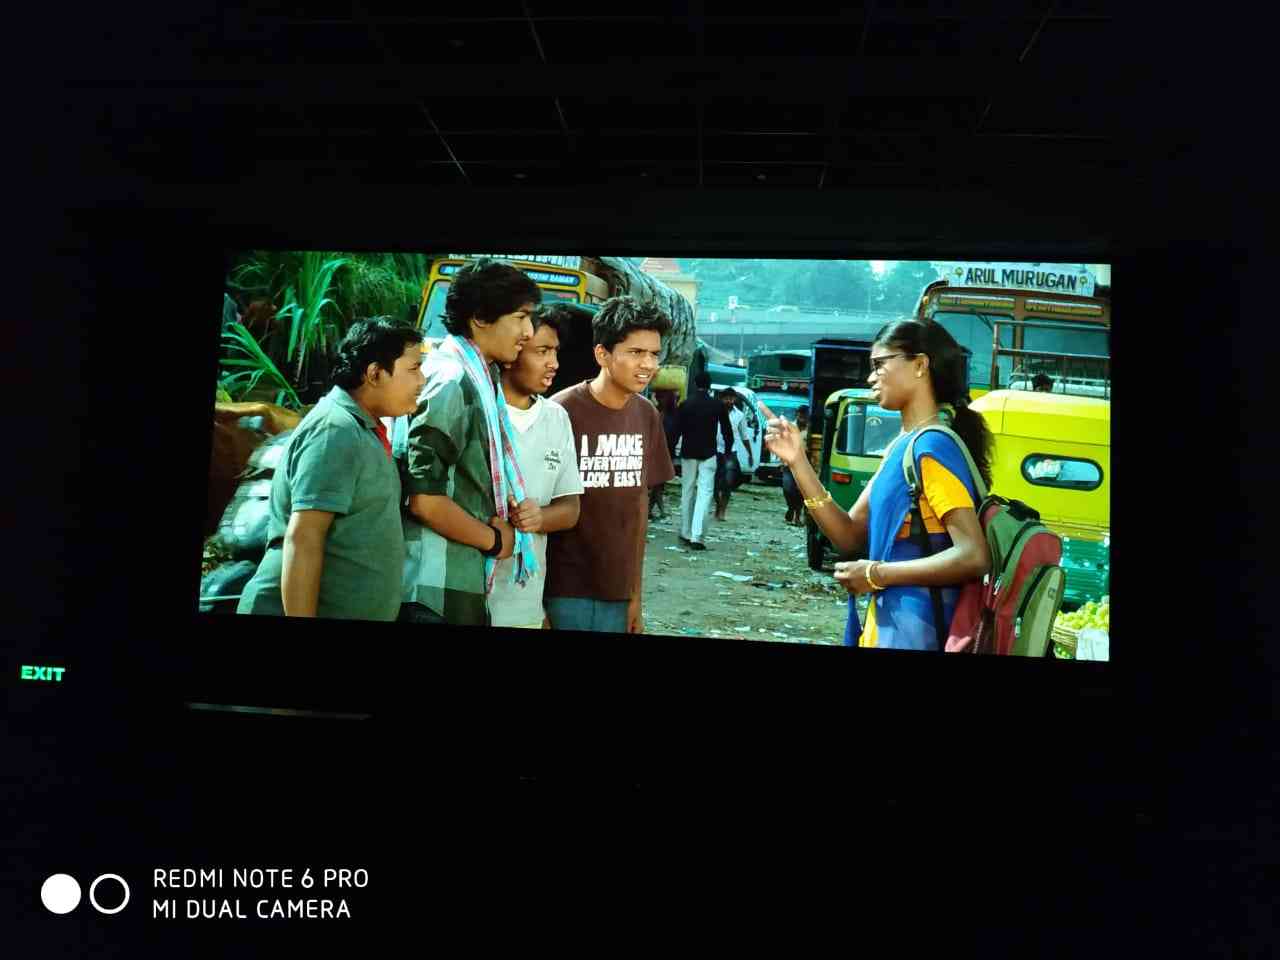 ARUL MURUGAN
I MAKE
EVERYTHING
LOOK EASY
EXIT
REDMI NOTE 6 PRO
MI DUAL CAMERA